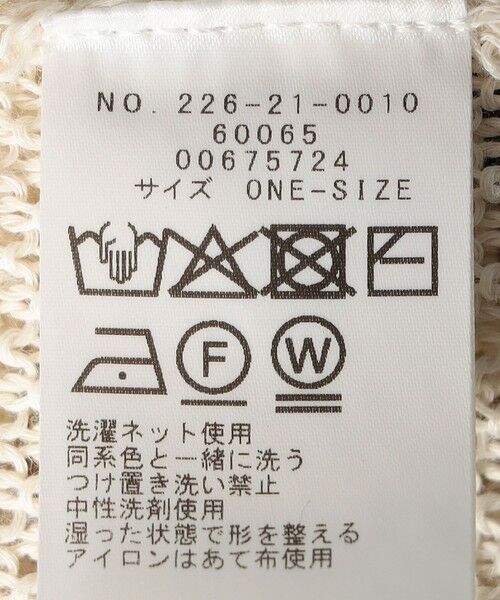 NO. 226-21-0010
60065
00675724
サイズ ONE-SIZE
F W
洗濯ネット使用
同系色と一緒に洗う
つけ置き洗い禁止
中性洗剤使用
湿った状態で形を整える
アイロンはあて布使用